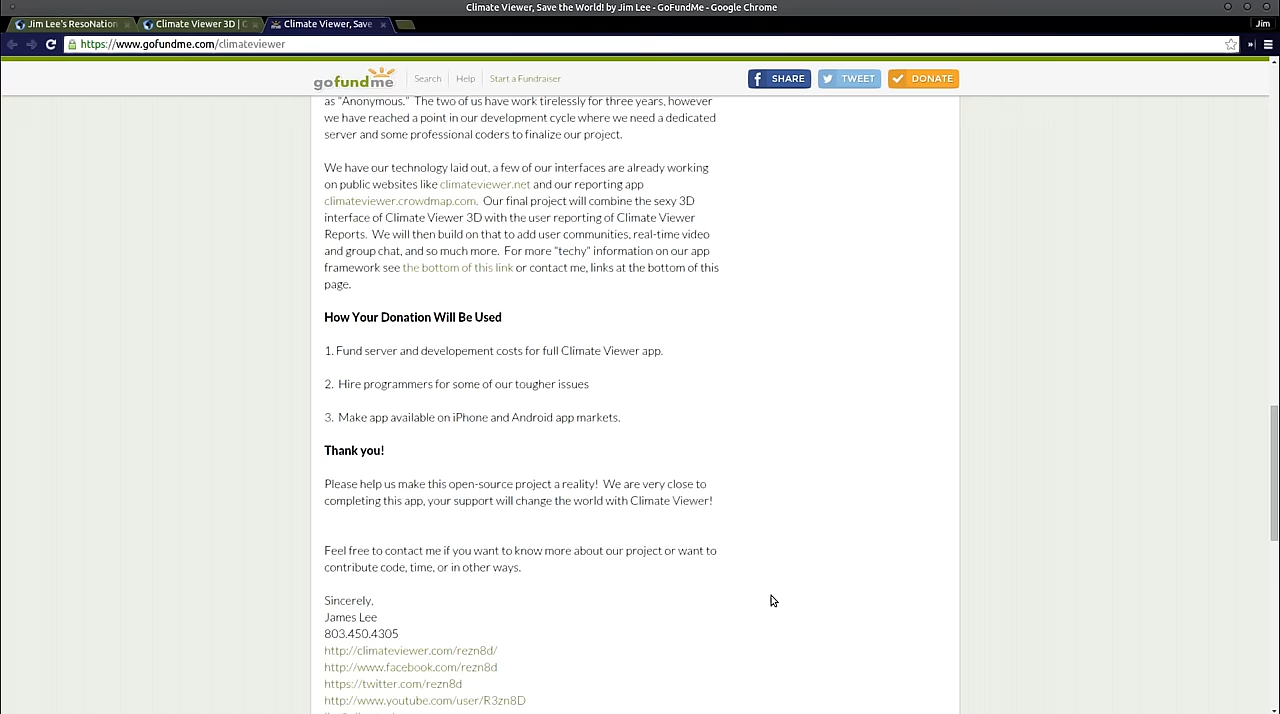 Climate Viewer, Save the World! by Jim Lee - GoFundMe - Google Chrome
Jim Lee's ResoNation
Climate Viewer 3D | C
Climate Viewer, Save
Jim
https://www.gofundme.com/climateviewer
gofundme
Search
Help
Start a Fundraiser
SHARE
TWEET
DONATE
as "Anonymous." The two of us have work tirelessly for three years, however
we have reached a point in our development cycle where we need a dedicated
server and some professional coders to finalize our project.
We have our technology laid out, a few of our interfaces are already working
on public websites like climateviewer.net and our reporting app
climateviewer.crowdmap.com. Our final project will combine the sexy 3D
interface of Climate Viewer 3D with the user reporting of Climate Viewer
Reports. We will then build on that to add user communities, real-time video
and group chat, and so much more. For more "techy" information on our app
framework see the bottom of this link or contact me, links at the bottom of this
page.
How Your Donation Will Be Used
1. Fund server and developement costs for full Climate Viewer app.
2. Hire programmers for some of our tougher issues
3. Make app available on iPhone and Android app markets.
Thank you!
Please help us make this open-source project a reality! We are very close to
completing this app, your support will change the world with Climate Viewer!
Feel free to contact me if you want to know more about our project or want to
contribute code, time, or in other ways.
Sincerely,
James Lee
803.450.4305
http://climateviewer.com/rezn8d/
http://www.facebook.com/rezn8d
https://twitter.com/rezn8d
http://www.youtube.com/user/R3zn8D